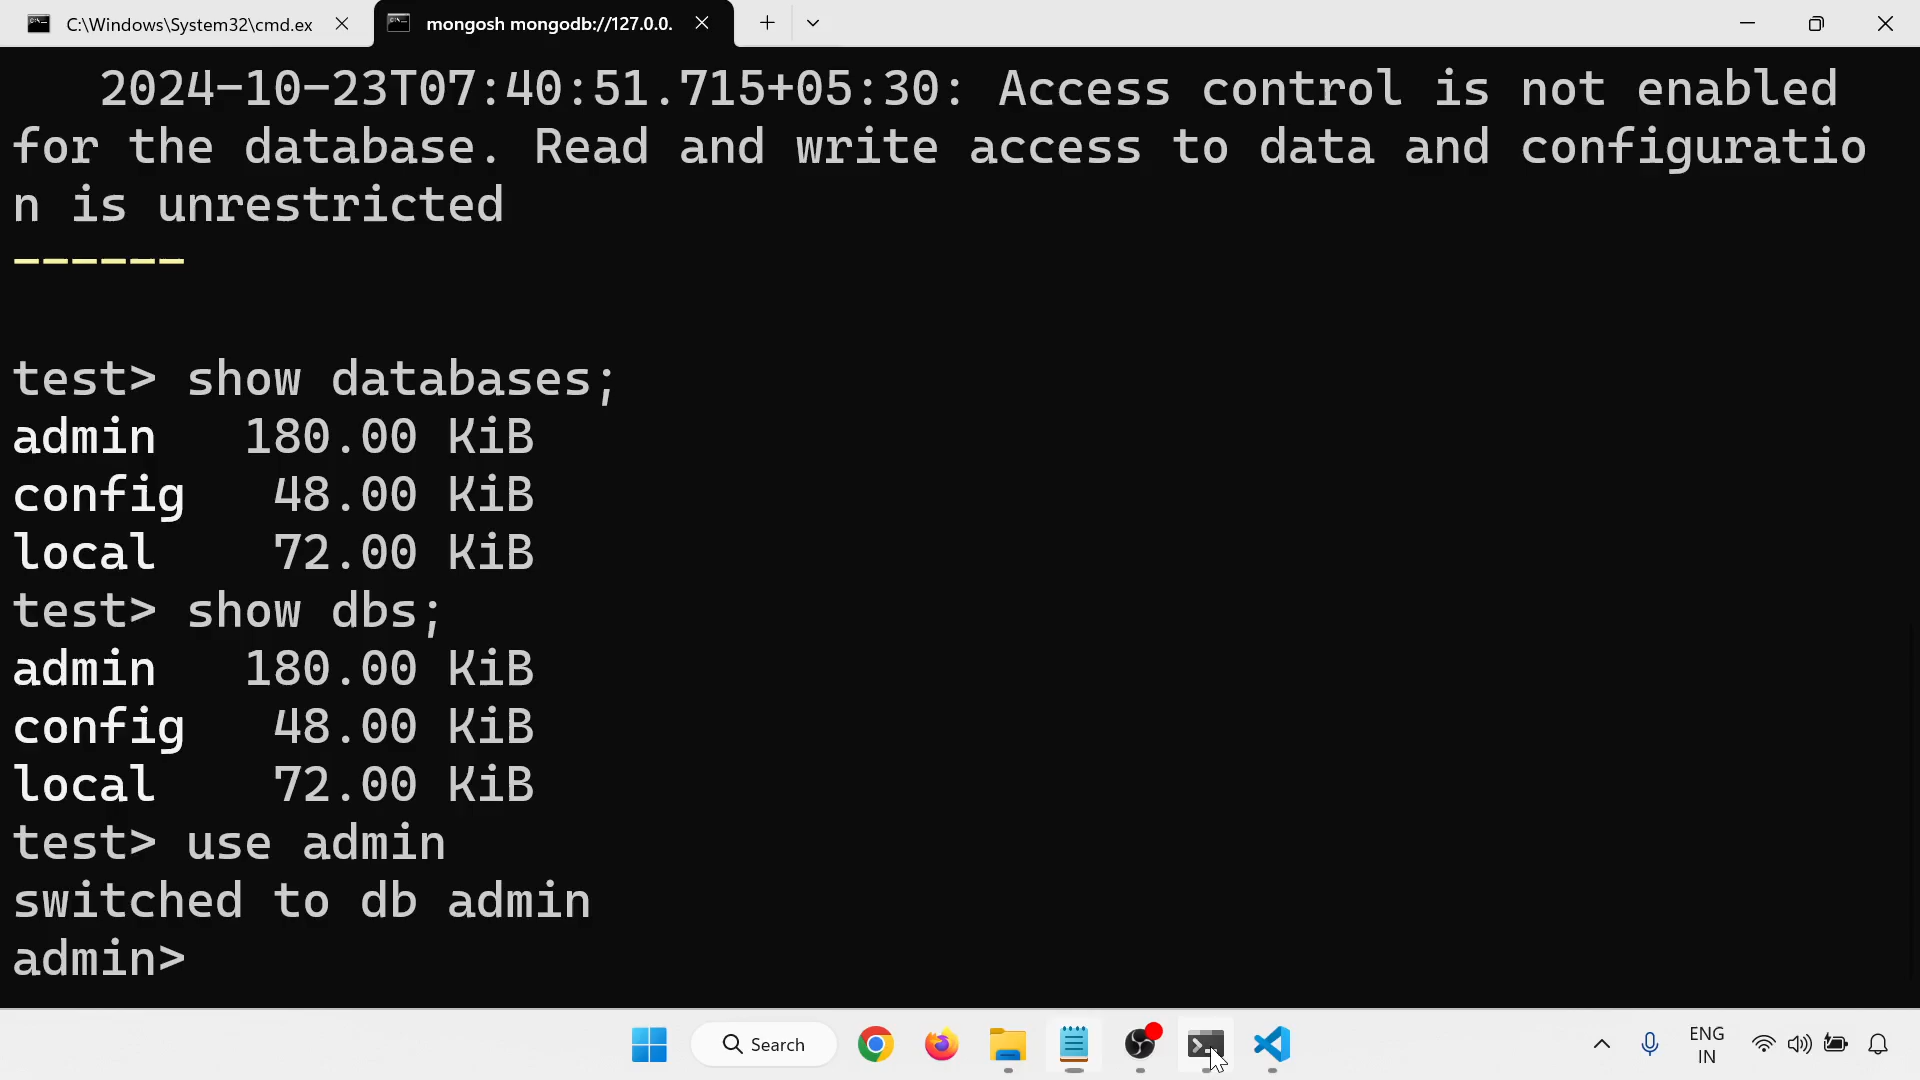 C:\Windows\System32\cmd.ex
mongosh mongodb://127.0.0.
2024-10-23T07:40:51.715+05:30: Access control is not enabled
for the database. Read and write access to data and configuratio
n is unrestricted
------
test> show databases;
admin 180.00 KiB
config 48.00 KiB
local 72.00 KiB
test> show dbs;
admin 180.00 KiB
config 48.00 KiB
local 72.00 KiB
test> use admin
switched to db admin
admin>
Search
ENG
IN